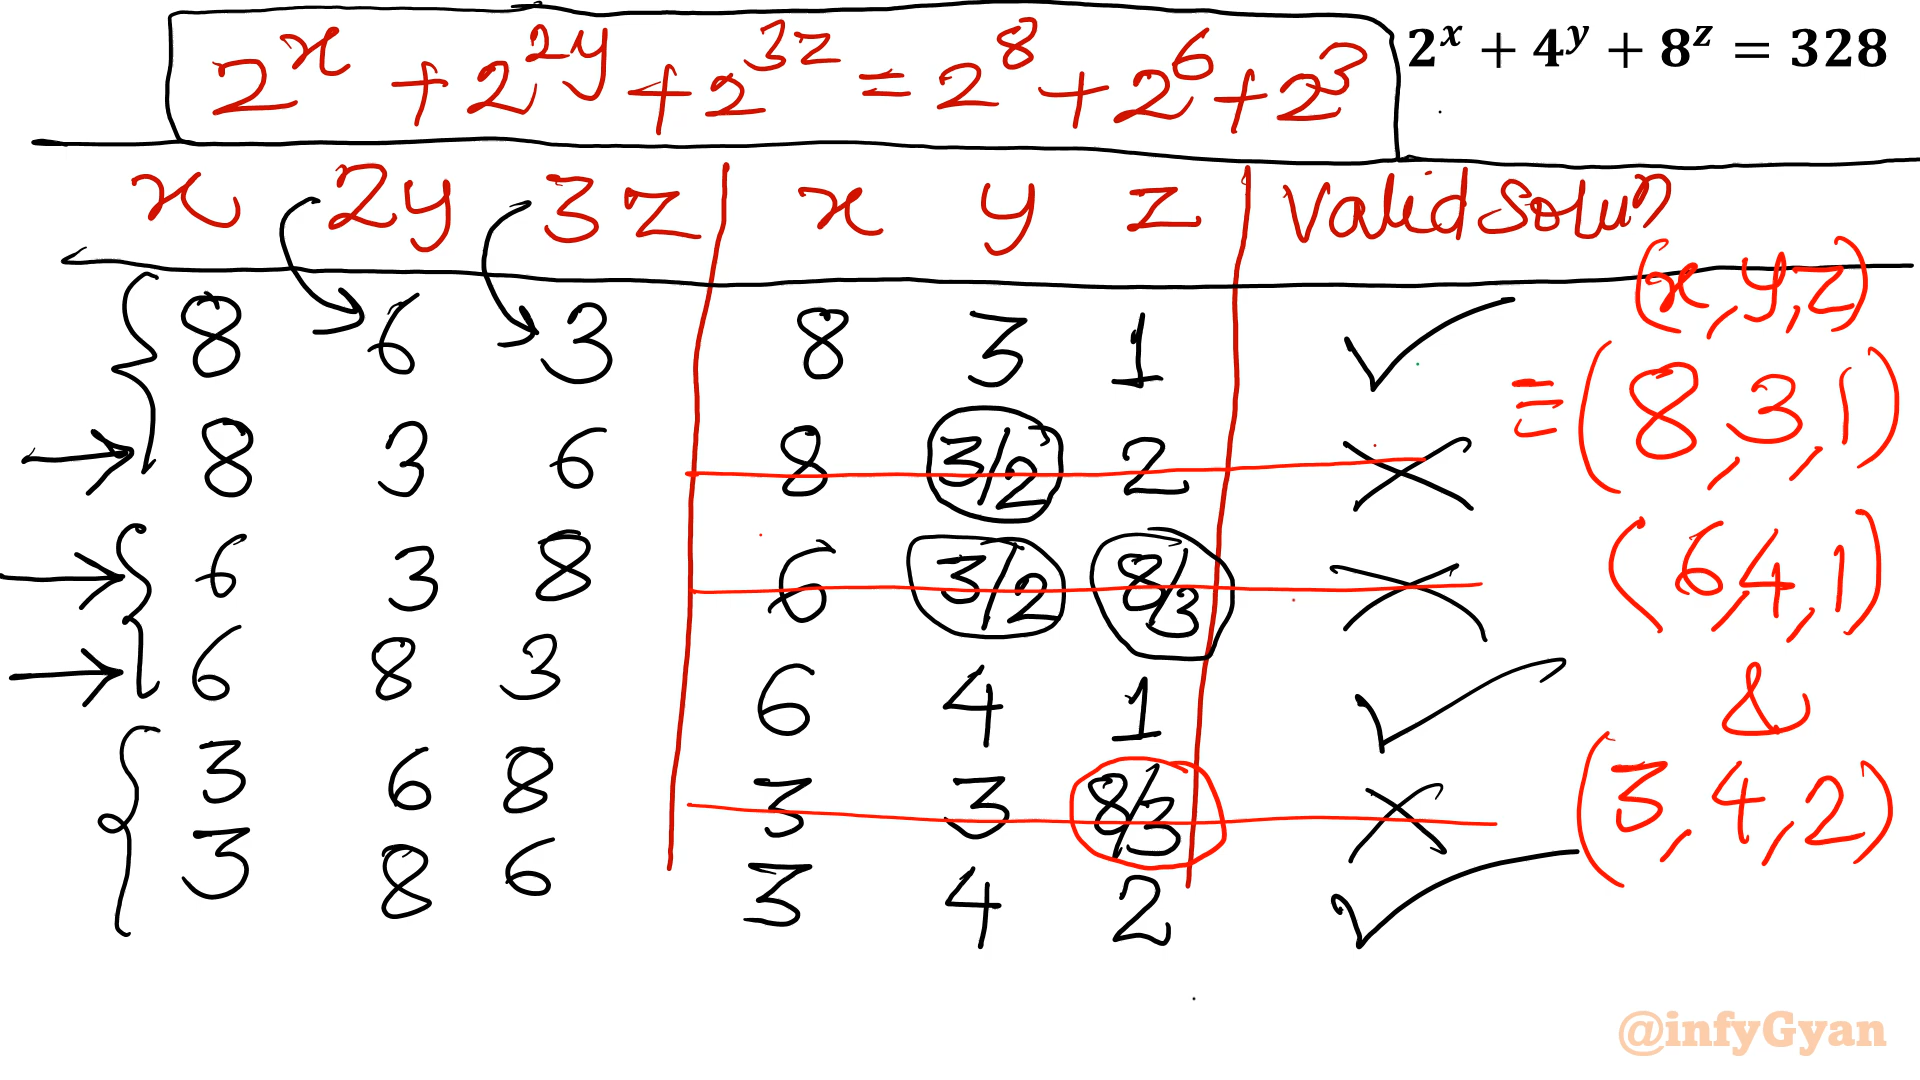 2^x + 2^{2y} + 2^{3z} = 2^8 + 2^6 + 2^3
2^x + 4^y + 8^z = 328
x 2y 3z x y z Valid Solun
(x, y, z)
8 6 3 8 3 1 ✓
≡ (8, 3, 1)
8 3 6 8 3/2 2 ×
6 3 8 6 3/2 8/3 ×
(6, 4, 1)
6 8 3 6 4 1 ✓
&
3 6 8 3 3 8/3 ×
(3, 4, 2)
3 8 6 3 4 2 ✓
@infyGyan